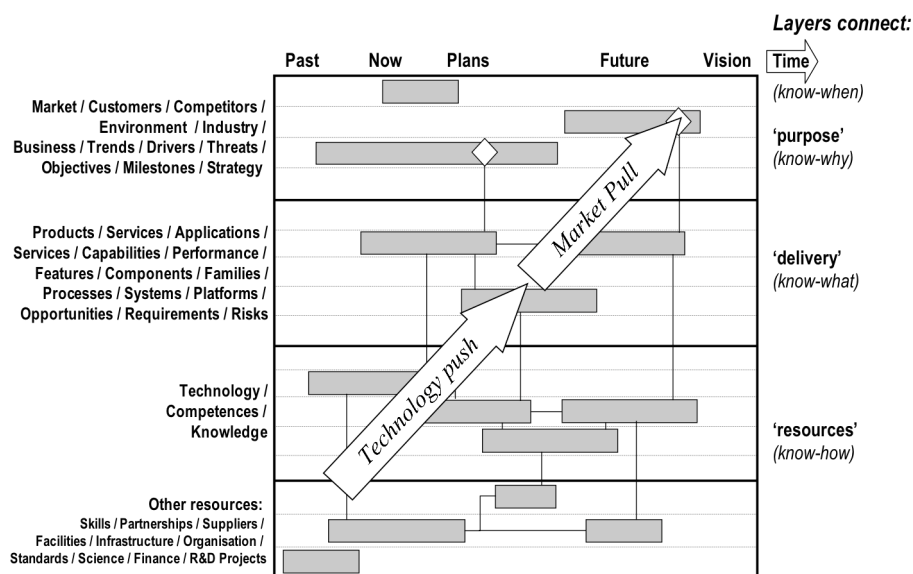 Layers connect:
Past Now Plans Future Vision
Time
(know-when)
Market / Customers / Competitors /
Environment / Industry /
Business / Trends / Drivers / Threats /
Objectives / Milestones / Strategy
'purpose'
(know-why)
Market Pull
Products / Services / Applications /
Services / Capabilities / Performance /
Features / Components / Families /
Processes / Systems / Platforms /
Opportunities / Requirements / Risks
'delivery'
(know-what)
Technology push
Technology /
Competences /
Knowledge
'resources'
(know-how)
Other resources:
Skills / Partnerships / Suppliers /
Facilities / Infrastructure / Organisation /
Standards / Science / Finance / R&D Projects